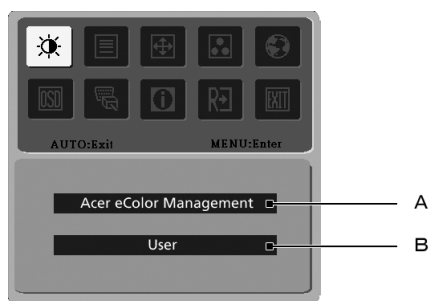 OSD
i
R
EXIT
AUTO:Exit MENU:Enter
Acer eColor Management A
User B